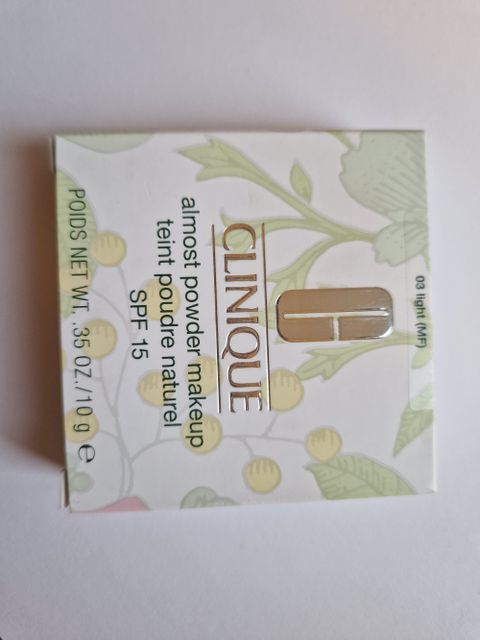 03 light (MF)
CLINIQUE
almost powder makeup
teint poudre naturel
SPF 15
POIDS NET WT. .35 OZ./10 g ℮